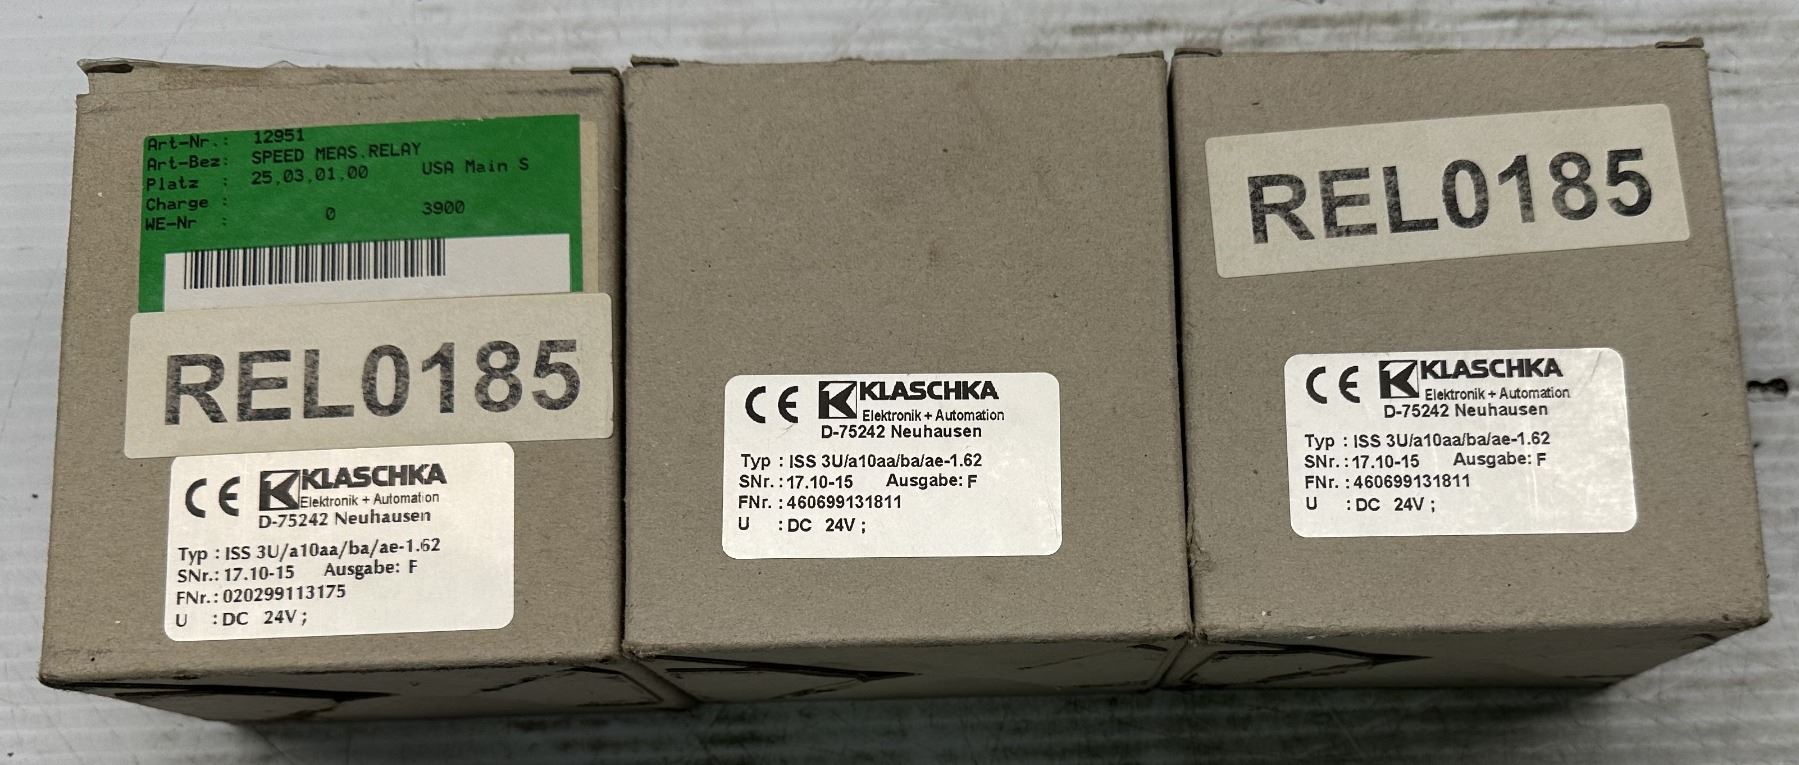 Art-Nr.: 12951
Art-Bez: SPEED MEAS.RELAY
Platz : 25,03,01,00 USA Main S
Charge :
WE-Nr : 0 3900
REL0185
CE KLASCHKA
Elektronik + Automation
D-75242 Neuhausen
Typ : ISS 3U/a10aa/ba/ae-1.62
SNr.: 17.10-15 Ausgabe: F
FNr.: 020299113175
U : DC 24V ;
CE KLASCHKA
Elektronik + Automation
D-75242 Neuhausen
Typ : ISS 3U/a10aa/ba/ae-1.62
SNr.: 17.10-15 Ausgabe: F
FNr.: 460699131811
U : DC 24V ;
REL0185
CE KLASCHKA
Elektronik + Automation
D-75242 Neuhausen
Typ : ISS 3U/a10aa/ba/ae-1.62
SNr.: 17.10-15 Ausgabe: F
FNr.: 460699131811
U : DC 24V ;